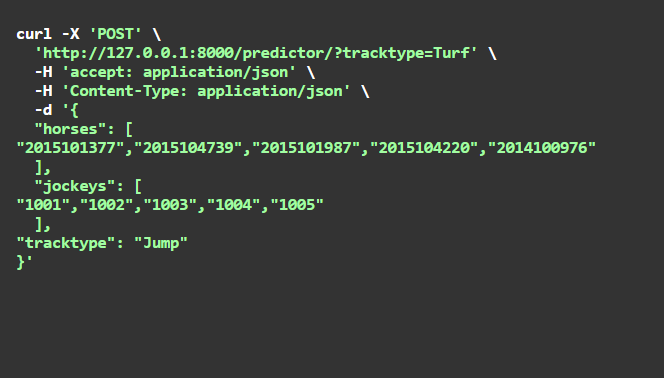 curl -X 'POST' \
  'http://127.0.0.1:8000/predictor/?tracktype=Turf' \
  -H 'accept: application/json' \
  -H 'Content-Type: application/json' \
  -d '{
  "horses": [
"2015101377","2015104739","2015101987","2015104220","2014100976"
  ],
  "jockeys": [
"1001","1002","1003","1004","1005"
  ],
"tracktype": "Jump"
}'